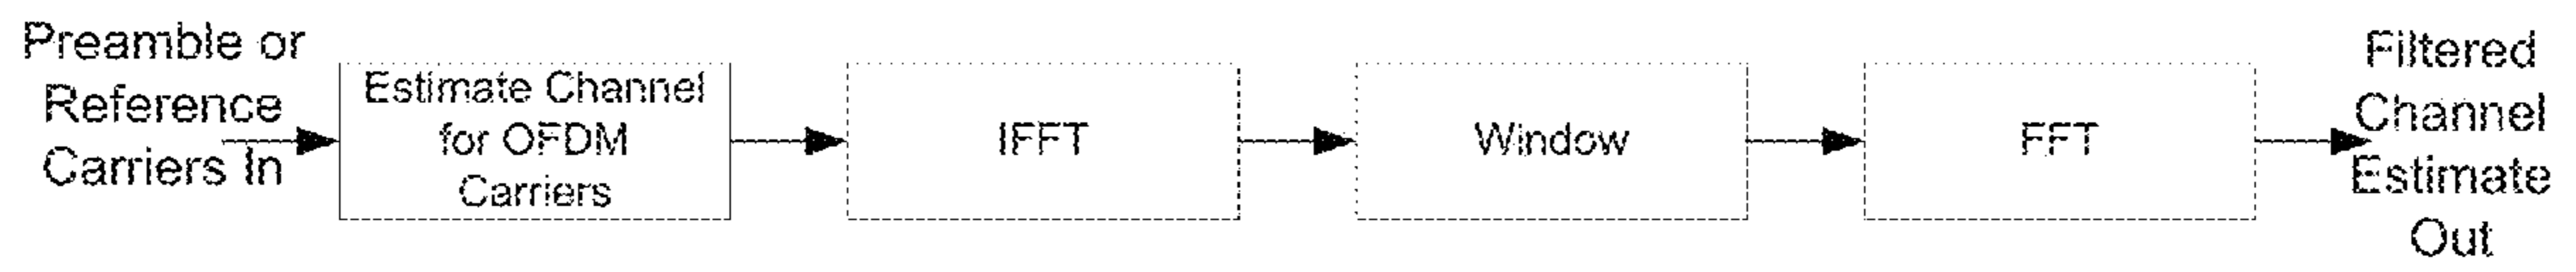 Preamble or
Reference
Carriers In
Estimate Channel
for OFDM
Carriers
IFFT
Window
FFT
Filtered
Channel
Estimate
Out